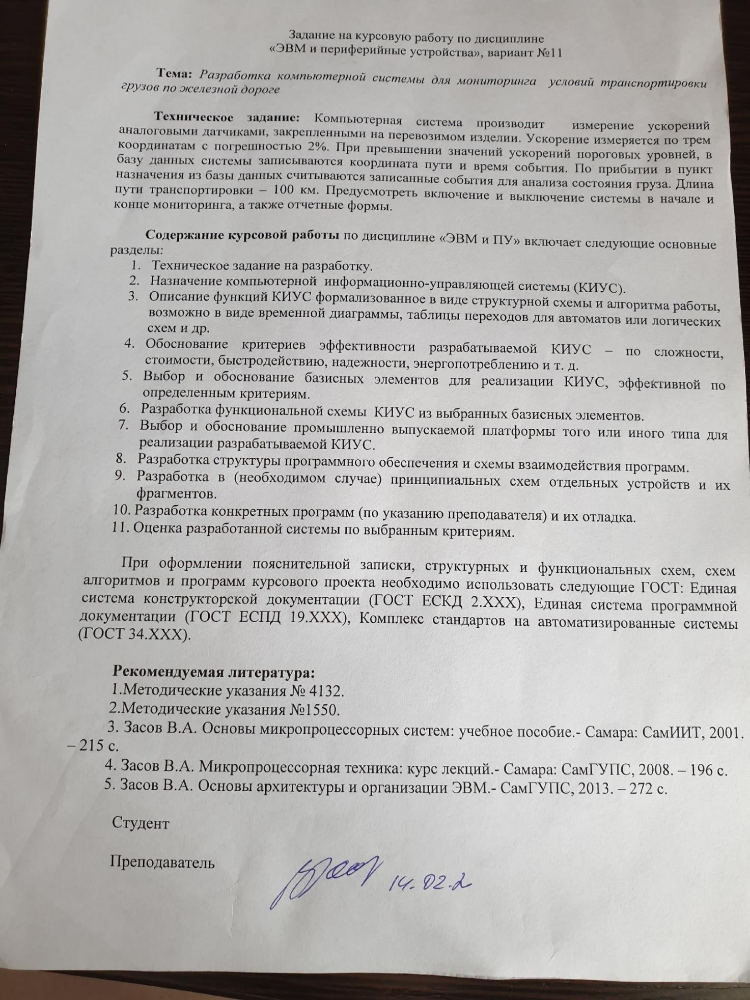 Задание на курсовую работу по дисциплине
«ЭВМ и периферийные устройства», вариант №11
Тема: Разработка компьютерной системы для мониторинга условий транспортировки
грузов по железной дороге
Техническое задание: Компьютерная система производит измерение ускорений
аналоговыми датчиками, закрепленными на перевозимом изделии. Ускорение измеряется по трем
координатам с погрешностью 2%. При превышении значений ускорений пороговых уровней, в
базу данных системы записываются координата пути и время события. По прибытии в пункт
назначения из базы данных считываются записанные события для анализа состояния груза. Длина
пути транспортировки – 100 км. Предусмотреть включение и выключение системы в начале и
конце мониторинга, а также отчетные формы.
Содержание курсовой работы по дисциплине «ЭВМ и ПУ» включает следующие основные
разделы:
1. Техническое задание на разработку.
2. Назначение компьютерной информационно-управляющей системы (КИУС).
3. Описание функций КИУС формализованное в виде структурной схемы и алгоритма работы,
возможно в виде временной диаграммы, таблицы переходов для автоматов или логических
схем и др.
4. Обоснование критериев эффективности разрабатываемой КИУС – по сложности,
стоимости, быстродействию, надежности, энергопотреблению и т. д.
5. Выбор и обоснование базисных элементов для реализации КИУС, эффективной по
определенным критериям.
6. Разработка функциональной схемы КИУС из выбранных базисных элементов.
7. Выбор и обоснование промышленно выпускаемой платформы того или иного типа для
реализации разрабатываемой КИУС.
8. Разработка структуры программного обеспечения и схемы взаимодействия программ.
9. Разработка в (необходимом случае) принципиальных схем отдельных устройств и их
фрагментов.
10. Разработка конкретных программ (по указанию преподавателя) и их отладка.
11. Оценка разработанной системы по выбранным критериям.
При оформлении пояснительной записки, структурных и функциональных схем, схем
алгоритмов и программ курсового проекта необходимо использовать следующие ГОСТ: Единая
система конструкторской документации (ГОСТ ЕСКД 2.ХХХ), Единая система программной
документации (ГОСТ ЕСПД 19.ХХХ), Комплекс стандартов на автоматизированные системы
(ГОСТ 34.ХХХ).
Рекомендуемая литература:
1.Методические указания № 4132.
2.Методические указания №1550.
3. Засов В.А. Основы микропроцессорных систем: учебное пособие.- Самара: СамИИТ, 2001.
– 215 с.
4. Засов В.А. Микропроцессорная техника: курс лекций.- Самара: СамГУПС, 2008. – 196 с.
5. Засов В.А. Основы архитектуры и организации ЭВМ.- СамГУПС, 2013. – 272 с.
Студент
Преподаватель
14.02.2